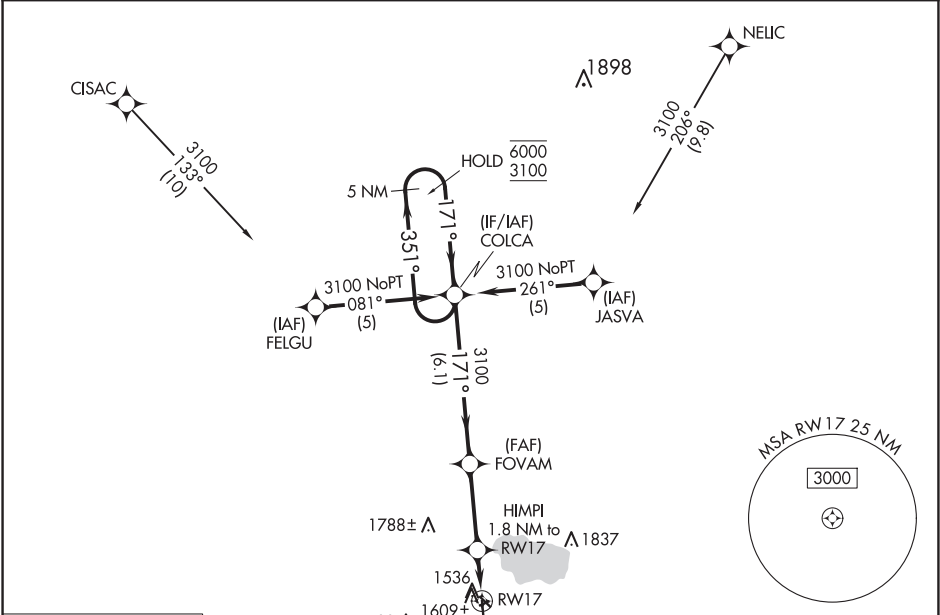 NELIC
1898
CISAC
3100
206°
(9.8)
3100
133°
(10)
HOLD 6000
3100
5 NM
171°
351°
(IF/IAF)
COLCA
3100 NoPT
081°
(5)
3100 NoPT
261°
(5)
(IAF)
FELGU
(IAF)
JASVA
3100
171°
(6.1)
(FAF)
FOVAM
MSA RW17 25 NM
3000
HIMPI
1.8 NM to
RW17
1788±
1837
1536
RW17
1609±